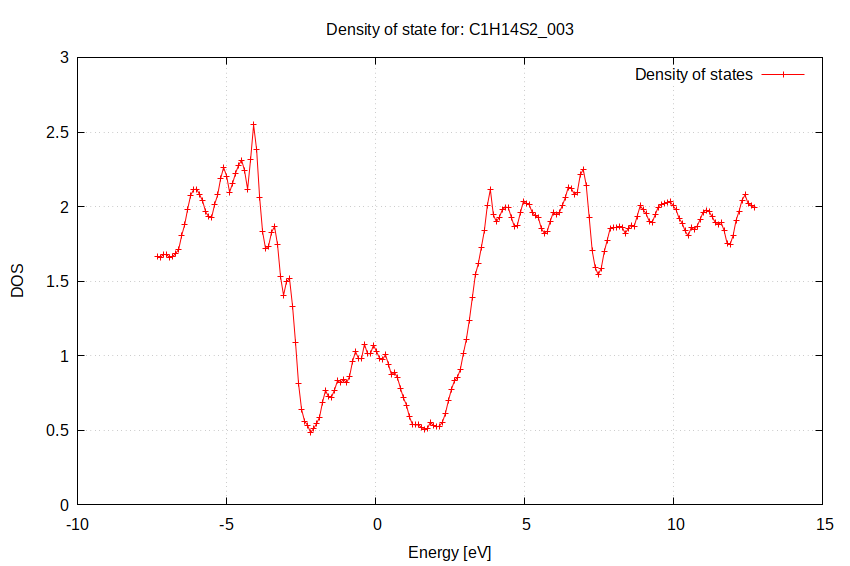 Density of state for: C1H14S2_003
Density of states
3
2.5
2
1.5
1
0.5
0
DOS
-10 -5 0 5 10 15
Energy [eV]